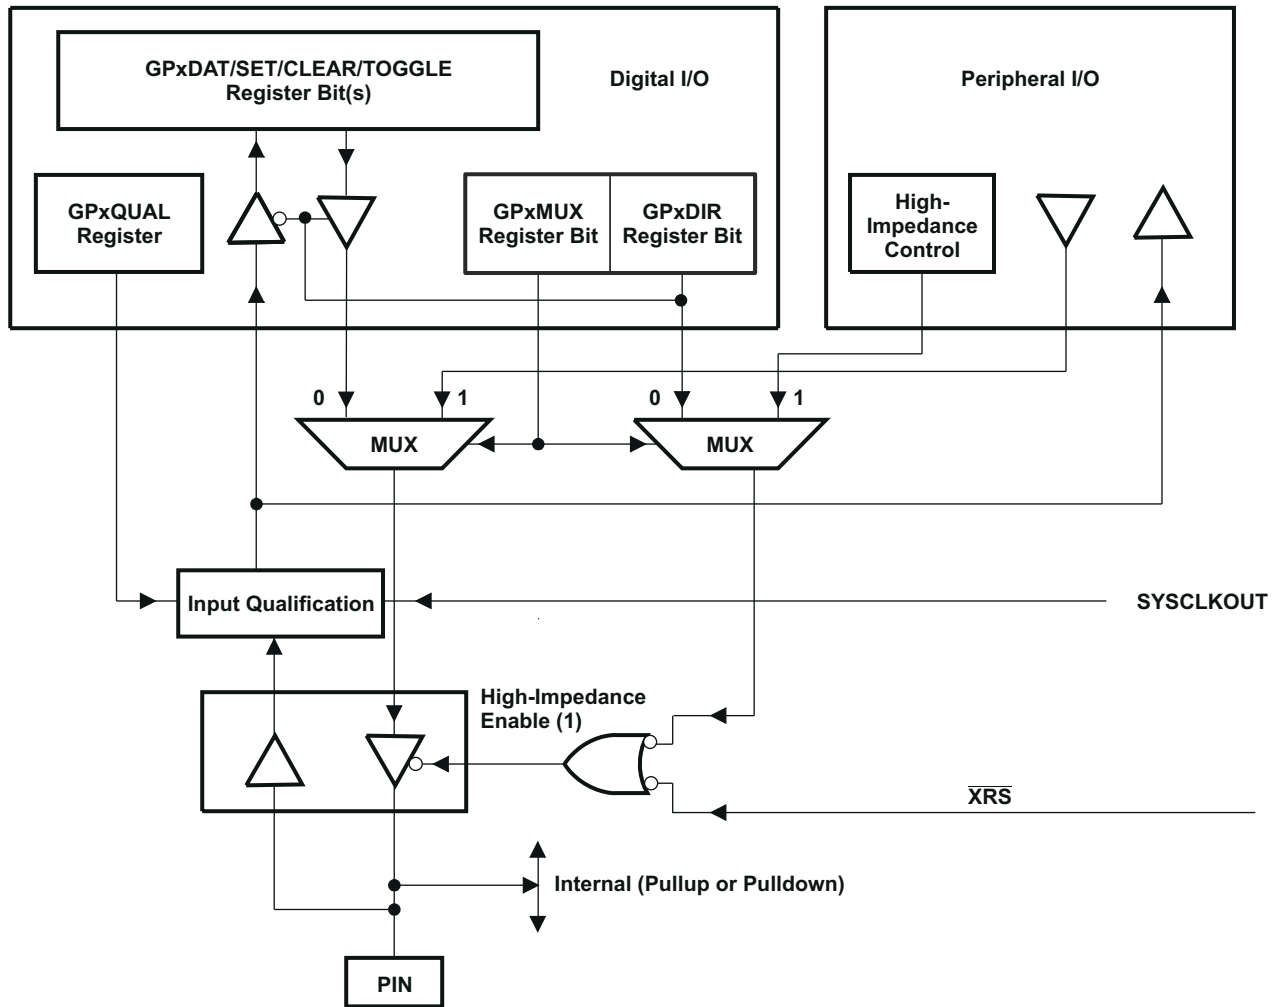 GPxDAT/SET/CLEAR/TOGGLE
Register Bit(s)
Digital I/O
Peripheral I/O
GPxQUAL
Register
GPxMUX
Register Bit
GPxDIR
Register Bit
High-
Impedance
Control
0
1
0
1
MUX
MUX
Input Qualification
SYSCLKOUT
High-Impedance
Enable (1)
XRS
Internal (Pullup or Pulldown)
PIN